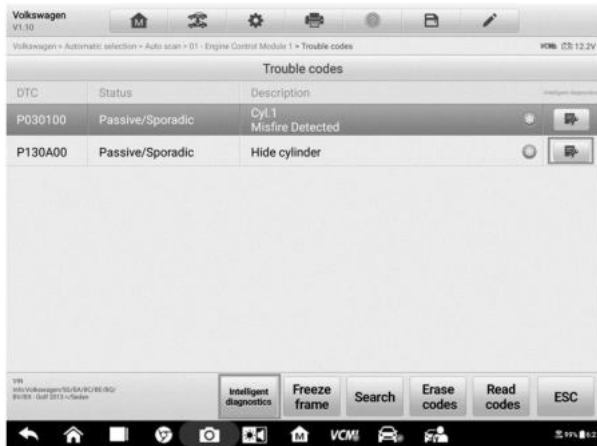 Volkswagen
V1.10
Volkswagen > Automatic selection > Auto scan > 01 - Engine Control Module 1 > Trouble codes
12.2V
Trouble codes
DTC Status Description
P030100 Passive/Sporadic Cyl.1
Misfire Detected
P130A00 Passive/Sporadic Hide cylinder
VIN
Intelligent
diagnostics
Freeze
frame
Search
Erase
codes
Read
codes
ESC
VCMI